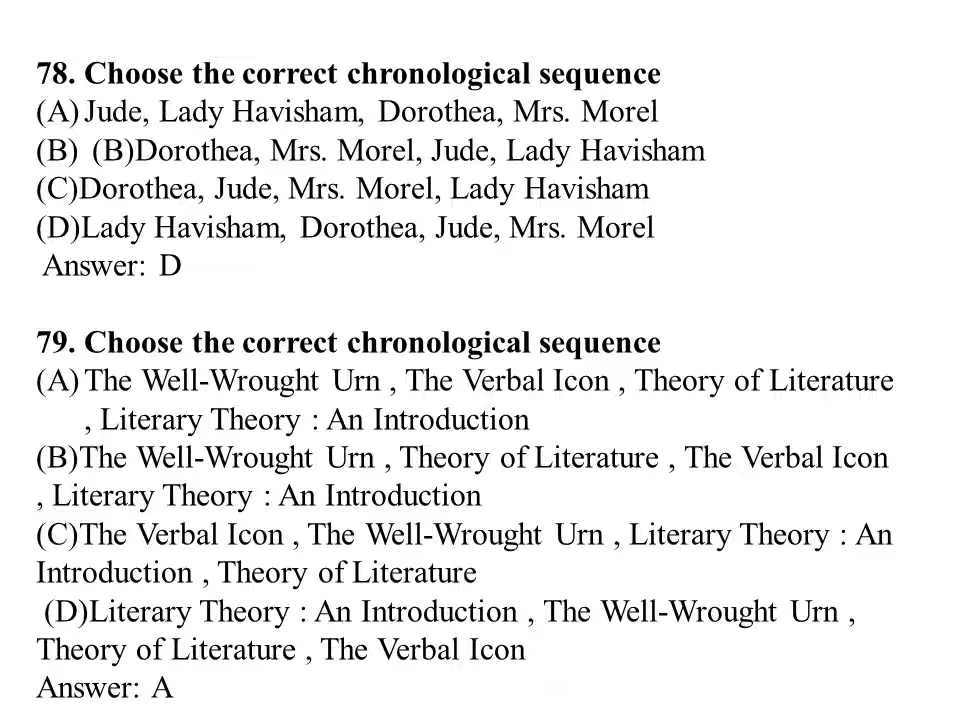 78. Choose the correct chronological sequence
(A) Jude, Lady Havisham, Dorothea, Mrs. Morel
(B) (B)Dorothea, Mrs. Morel, Jude, Lady Havisham
(C)Dorothea, Jude, Mrs. Morel, Lady Havisham
(D)Lady Havisham, Dorothea, Jude, Mrs. Morel
Answer: D
79. Choose the correct chronological sequence
(A) The Well-Wrought Urn , The Verbal Icon , Theory of Literature
, Literary Theory : An Introduction
(B)The Well-Wrought Urn , Theory of Literature , The Verbal Icon
, Literary Theory : An Introduction
(C)The Verbal Icon , The Well-Wrought Urn , Literary Theory : An
Introduction , Theory of Literature
(D)Literary Theory : An Introduction , The Well-Wrought Urn ,
Theory of Literature , The Verbal Icon
Answer: A